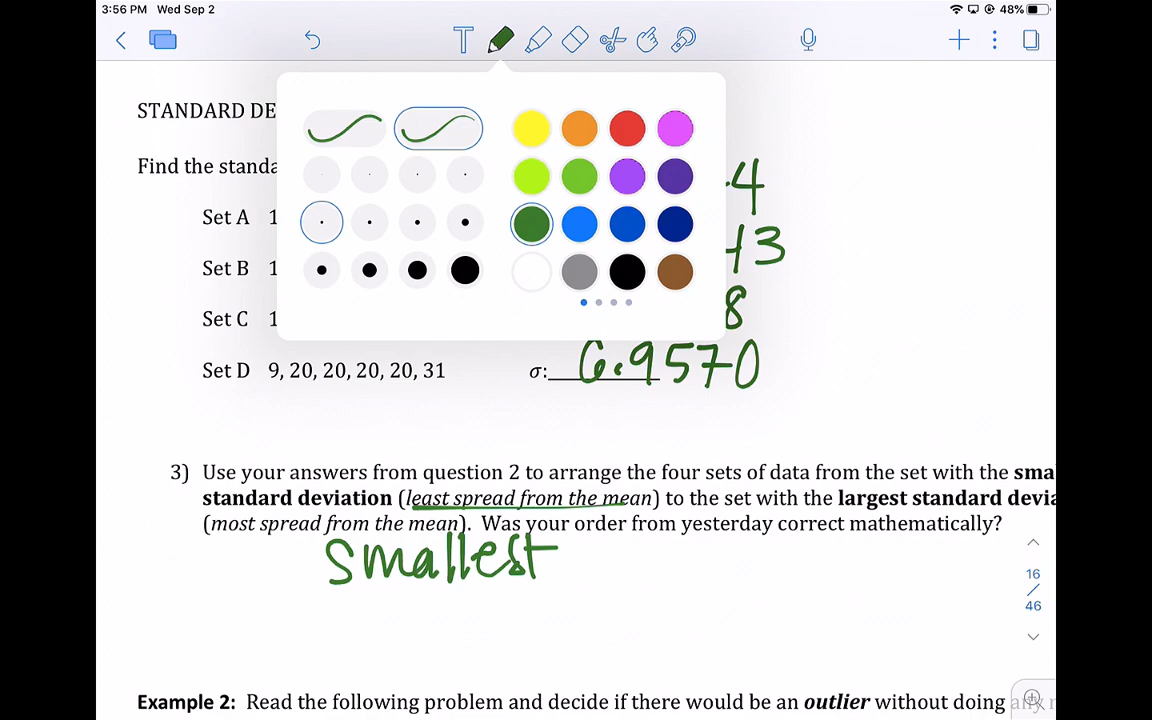 3:56 PM Wed Sep 2 48%
T
STANDARD DE
Find the standa
.4
Set A 1
Set B 1
43
Set C 1
8
Set D 9, 20, 20, 20, 20, 31 σ: 6.9570
3) Use your answers from question 2 to arrange the four sets of data from the set with the sma
standard deviation (least spread from the mean) to the set with the largest standard devia
(most spread from the mean). Was your order from yesterday correct mathematically?
smallest
16
/
46
Example 2: Read the following problem and decide if there would be an outlier without doing any